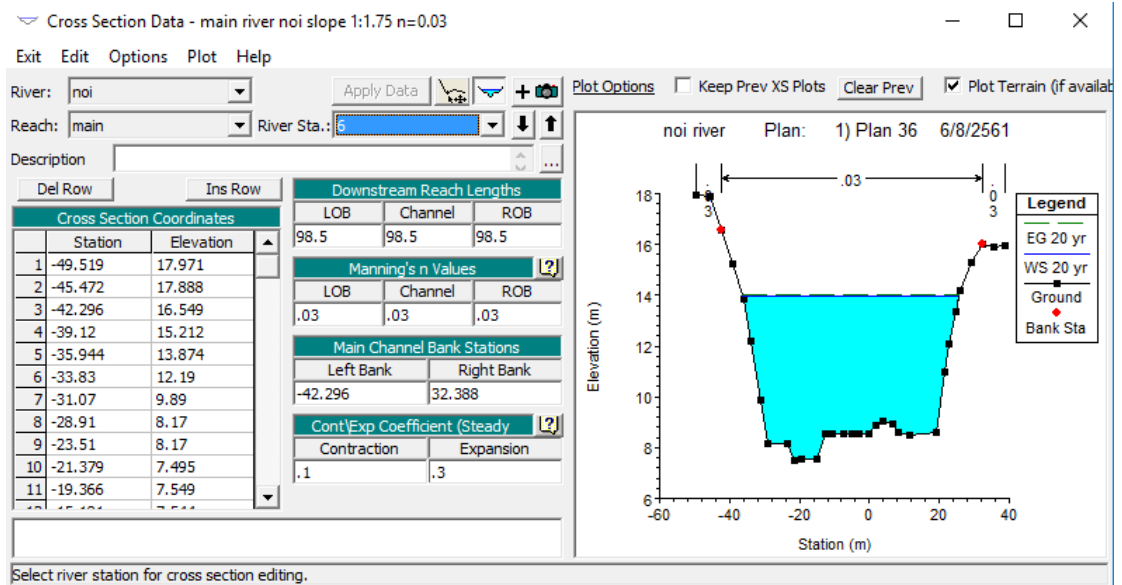 Cross Section Data - main river noi slope 1:1.75 n=0.03
Exit Edit Options Plot Help
River: noi Apply Data
Reach: main River Sta.: 6
Description ...
Del Row Ins Row
Cross Section Coordinates
Station Elevation
1 -49.519 17.971
2 -45.472 17.888
3 -42.296 16.549
4 -39.12 15.212
5 -35.944 13.874
6 -33.83 12.19
7 -31.07 9.89
8 -28.91 8.17
9 -23.51 8.17
10 -21.379 7.495
11 -19.366 7.549
Downstream Reach Lengths
LOB Channel ROB
98.5 98.5 98.5
Manning's n Values
LOB Channel ROB
.03 .03 .03
Main Channel Bank Stations
Left Bank Right Bank
-42.296 32.388
Cont\Exp Coefficient (Steady
Contraction Expansion
.1 .3
Plot Options Keep Prev XS Plots Clear Prev Plot Terrain (if availab
noi river Plan: 1) Plan 36 6/8/2561
.03 .03 .03
18
16
14
12
10
8
6
-60 -40 -20 0 20 40
Elevation (m)
Station (m)
Legend
EG 20 yr
WS 20 yr
Ground
Bank Sta
Select river station for cross section editing.